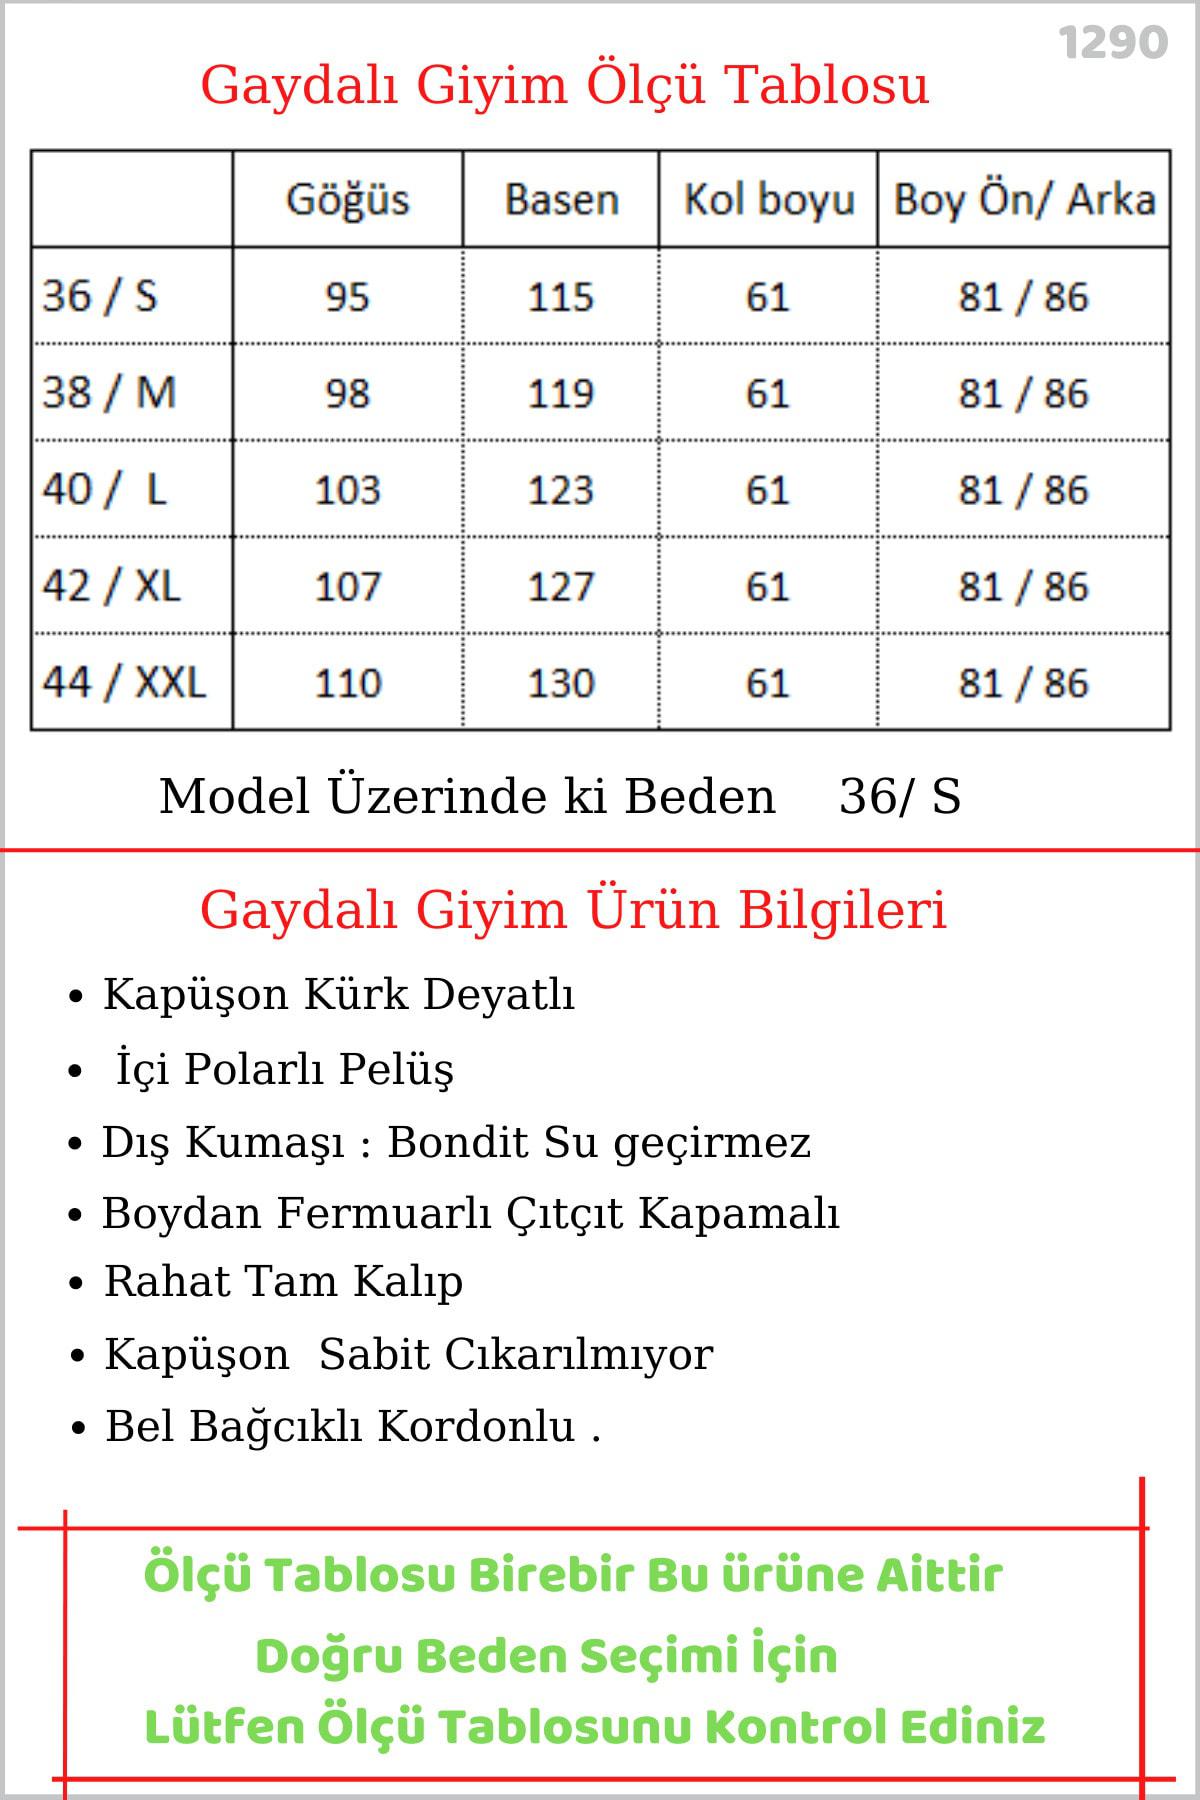 1290
Gaydalı Giyim Ölçü Tablosu
Göğüs Basen Kol boyu Boy Ön/ Arka
36 / S 95 115 61 81 / 86
38 / M 98 119 61 81 / 86
40 / L 103 123 61 81 / 86
42 / XL 107 127 61 81 / 86
44 / XXL 110 130 61 81 / 86
Model Üzerinde ki Beden 36/ S
Gaydalı Giyim Ürün Bilgileri
• Kapüşon Kürk Deyatlı
• İçi Polarlı Pelüş
• Dış Kumaşı : Bondit Su geçirmez
• Boydan Fermuarlı Çıtçıt Kapamalı
• Rahat Tam Kalıp
• Kapüşon Sabit Cıkarılmıyor
• Bel Bağcıklı Kordonlu .
Ölçü Tablosu Birebir Bu ürüne Aittir
Doğru Beden Seçimi İçin
Lütfen Ölçü Tablosunu Kontrol Ediniz